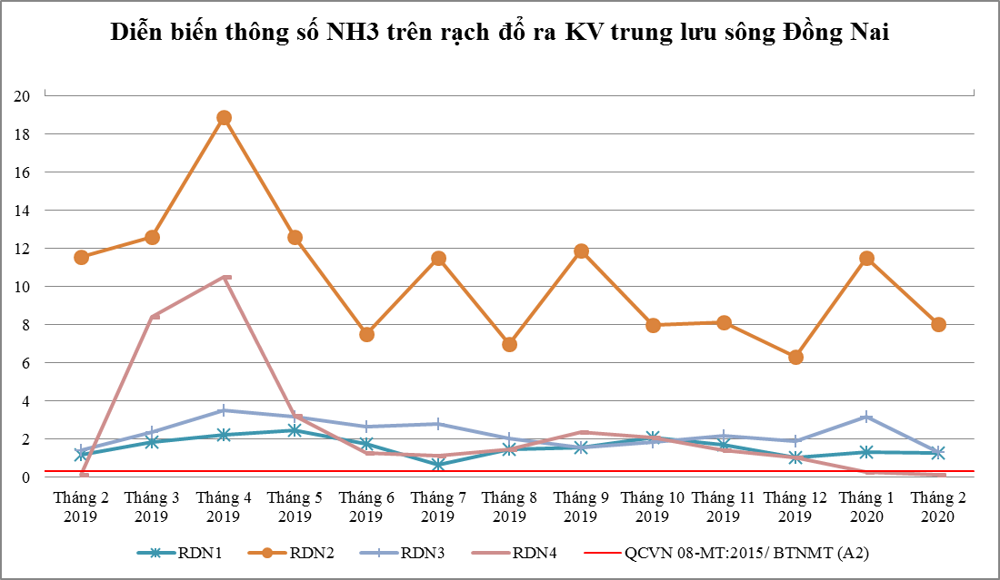 Diễn biến thông số NH3 trên rạch đổ ra KV trung lưu sông Đồng Nai
20
18
16
14
12
10
8
6
4
2
0
Tháng 2 Tháng 3 Tháng 4 Tháng 5 Tháng 6 Tháng 7 Tháng 8 Tháng 9 Tháng 10 Tháng 11 Tháng 12 Tháng 1 Tháng 2
2019 2019 2019 2019 2019 2019 2019 2019 2019 2019 2019 2020 2020
RDN1 RDN2 RDN3 RDN4 QCVN 08-MT:2015/ BTNMT (A2)